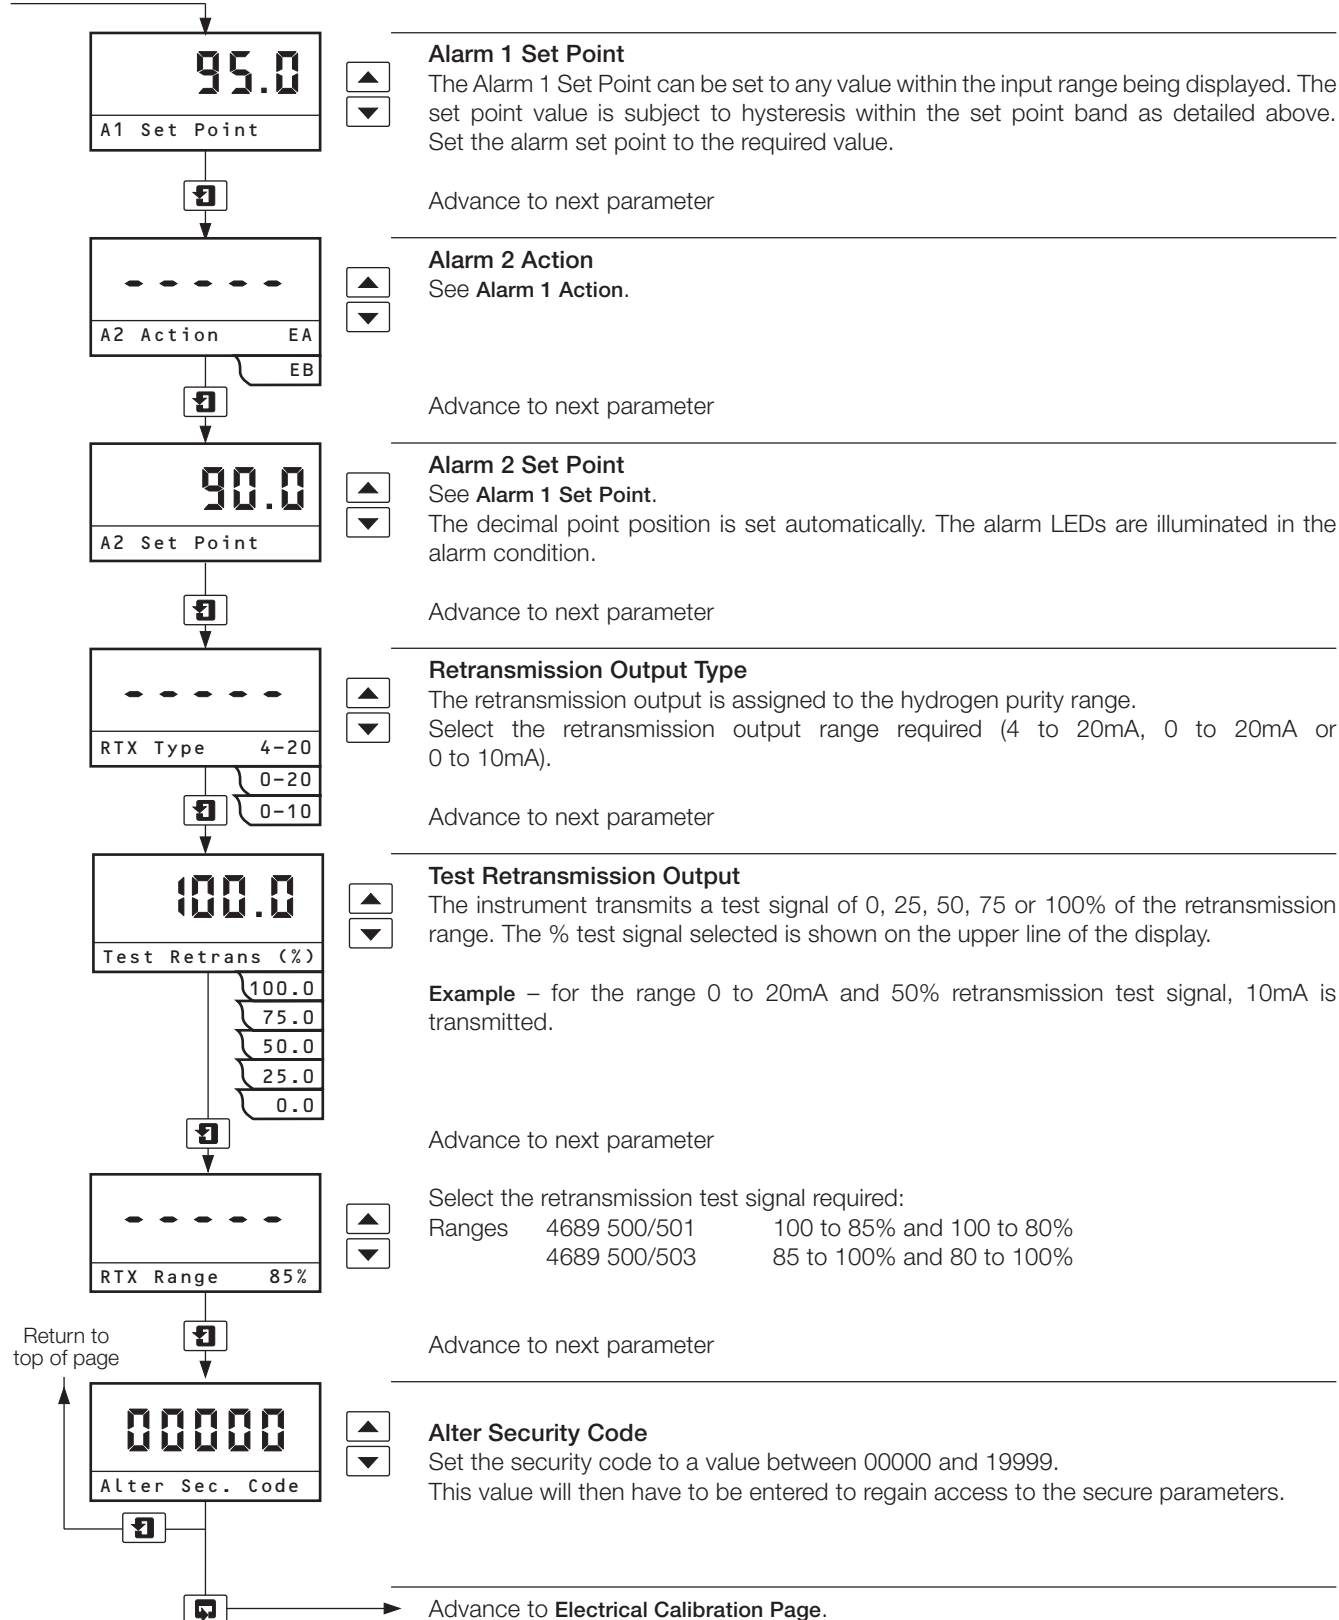 95.0
A1 Set Point
Alarm 1 Set Point
The Alarm 1 Set Point can be set to any value within the input range being displayed. The
set point value is subject to hysteresis within the set point band as detailed above.
Set the alarm set point to the required value.
Advance to next parameter
- - - - -
A2 Action EA
EB
Alarm 2 Action
See Alarm 1 Action.
Advance to next parameter
90.0
A2 Set Point
Alarm 2 Set Point
See Alarm 1 Set Point.
The decimal point position is set automatically. The alarm LEDs are illuminated in the
alarm condition.
Advance to next parameter
- - - - -
RTX Type 4-20
0-20
0-10
Retransmission Output Type
The retransmission output is assigned to the hydrogen purity range.
Select the retransmission output range required (4 to 20mA, 0 to 20mA or
0 to 10mA).
Advance to next parameter
100.0
Test Retrans (%)
100.0
75.0
50.0
25.0
0.0
Test Retransmission Output
The instrument transmits a test signal of 0, 25, 50, 75 or 100% of the retransmission
range. The % test signal selected is shown on the upper line of the display.
Example – for the range 0 to 20mA and 50% retransmission test signal, 10mA is
transmitted.
Advance to next parameter
- - - - -
RTX Range 85%
Select the retransmission test signal required:
Ranges 4689 500/501 100 to 85% and 100 to 80%
4689 500/503 85 to 100% and 80 to 100%
Advance to next parameter
Return to
top of page
00000
Alter Sec. Code
Alter Security Code
Set the security code to a value between 00000 and 19999.
This value will then have to be entered to regain access to the secure parameters.
Advance to Electrical Calibration Page.